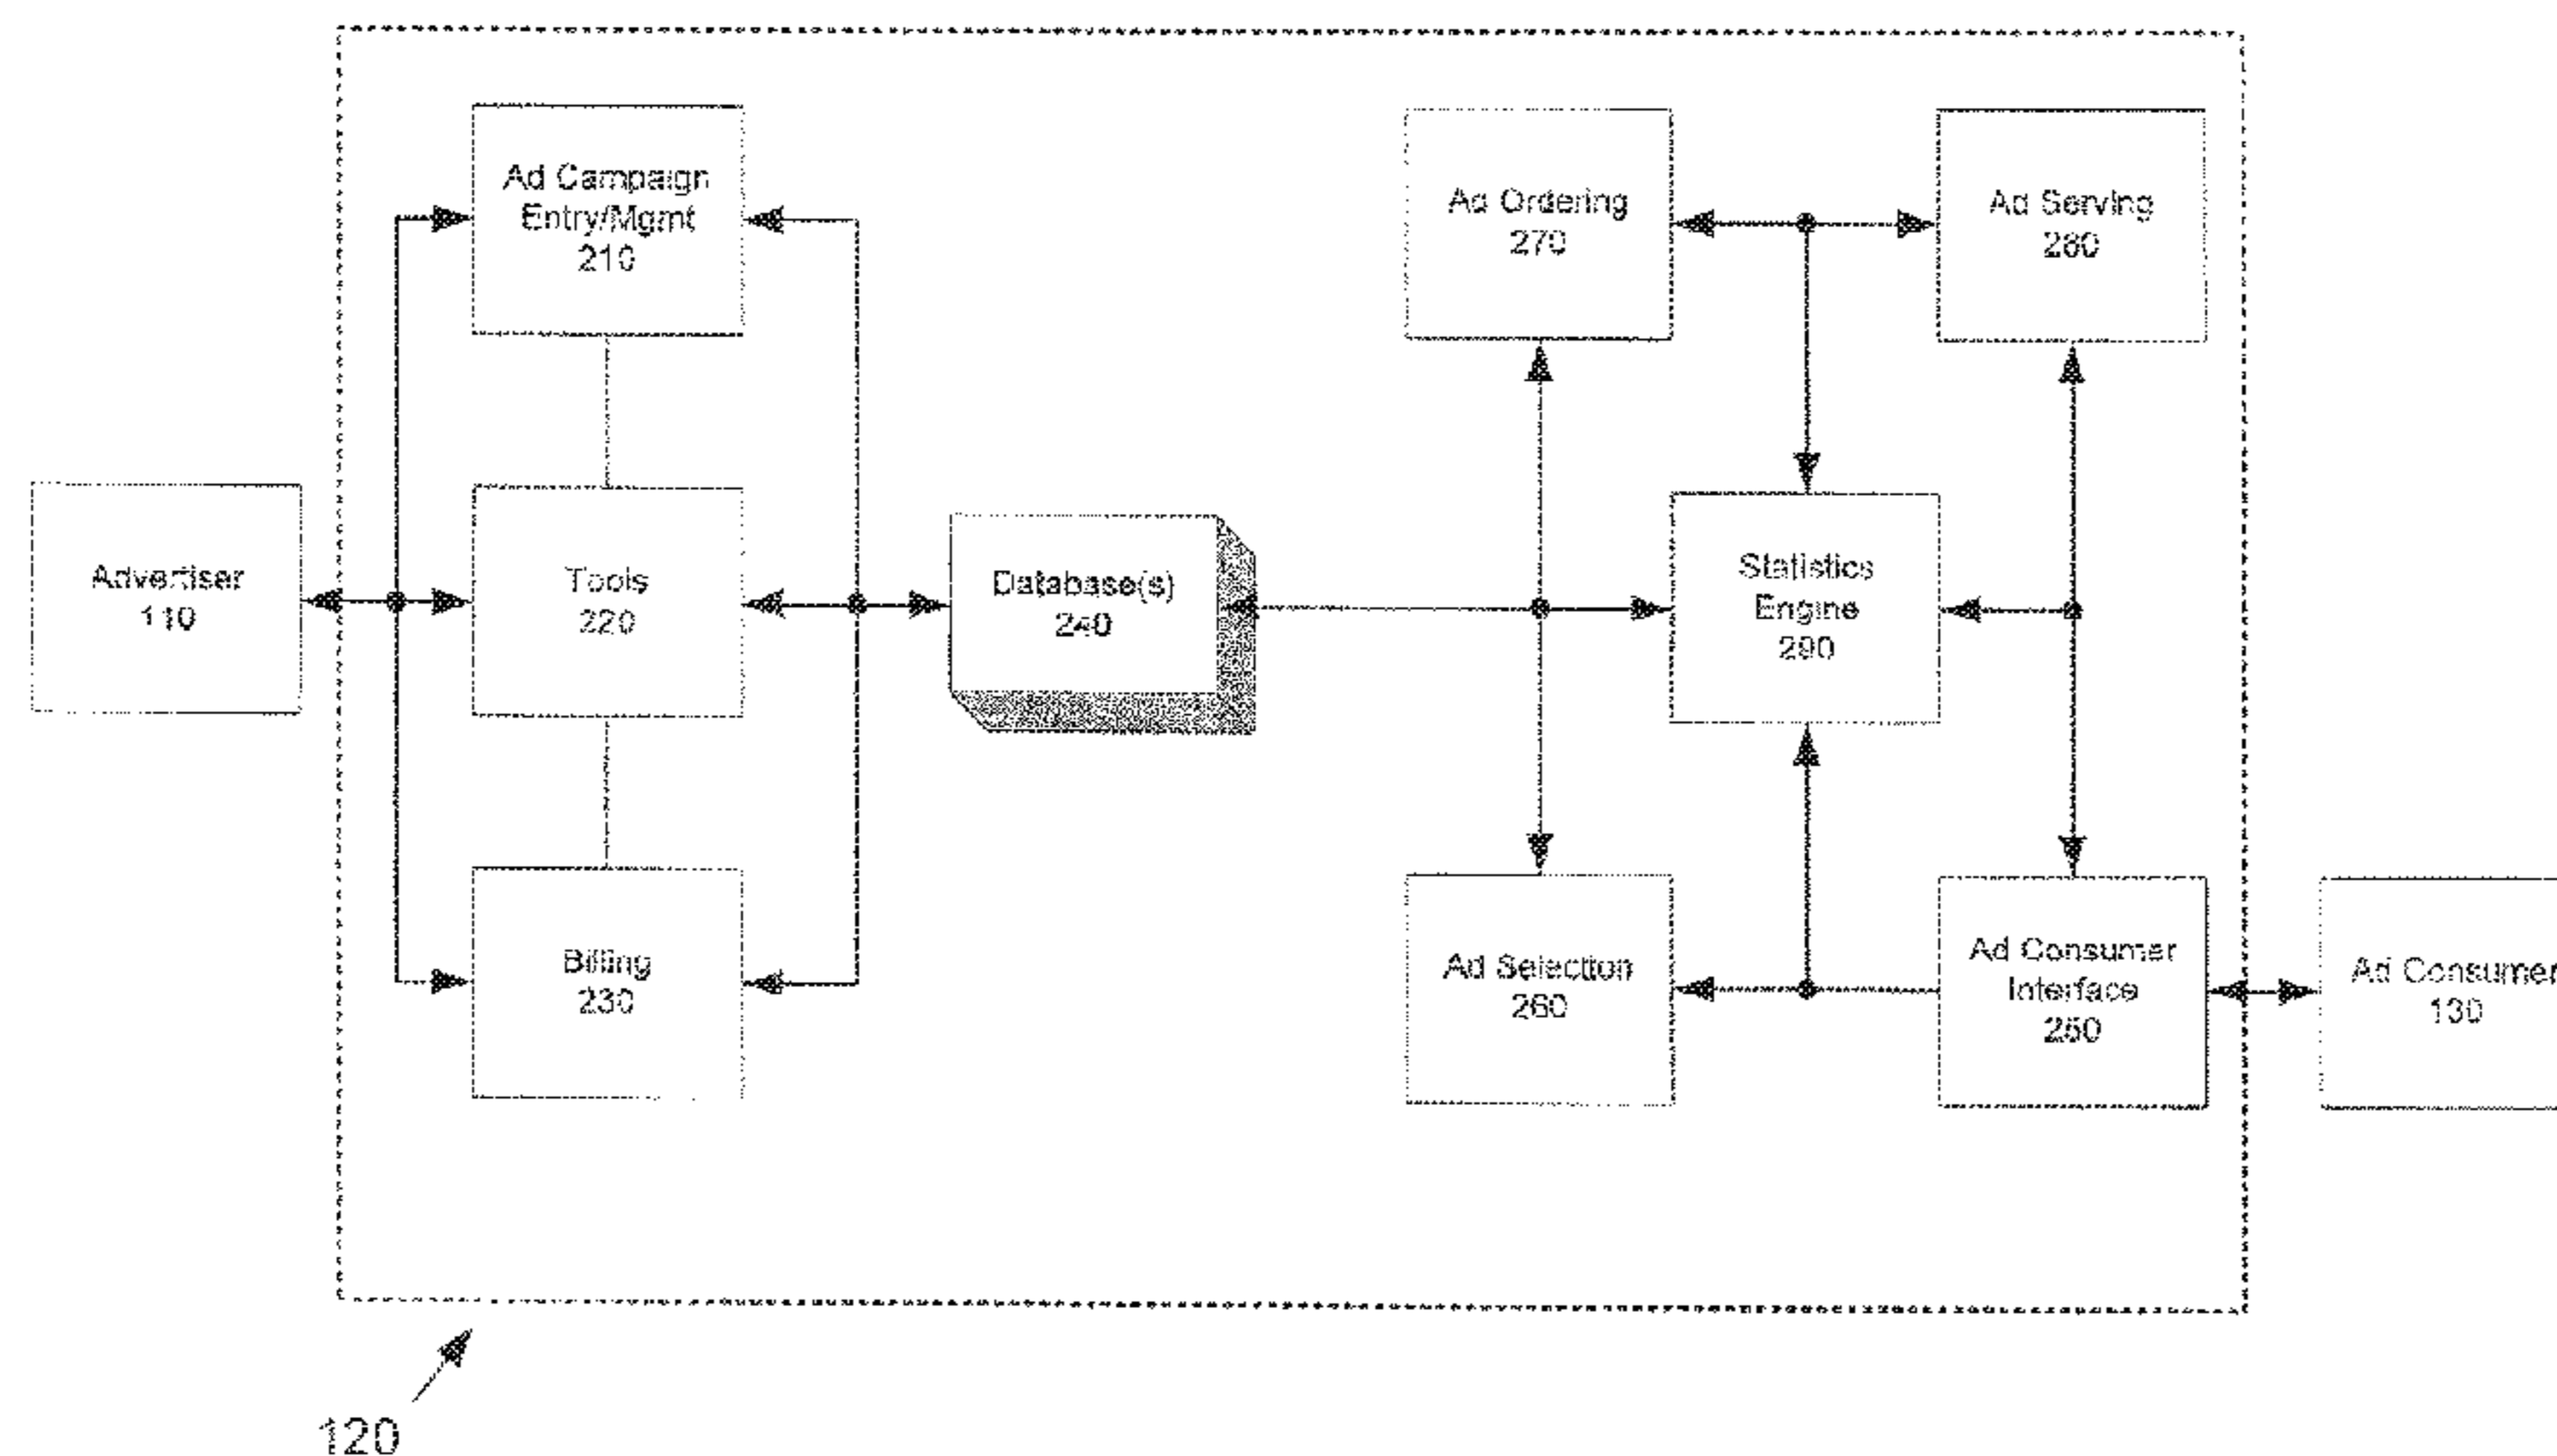 Ad Campaign
Entry/Mgmt
210
Ad Ordering
270
Ad Serving
280
Advertiser
110
Tools
220
Database(s)
240
Statistics
Engine
290
Billing
230
Ad Selection
260
Ad Consumer
Interface
250
Ad Consumer
130
120